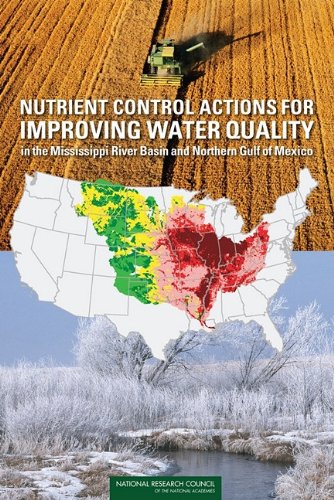 NUTRIENT CONTROL ACTIONS FOR
IMPROVING WATER QUALITY
in the Mississippi River Basin and Northern Gulf of Mexico
NATIONAL RESEARCH COUNCIL
OF THE NATIONAL ACADEMIES